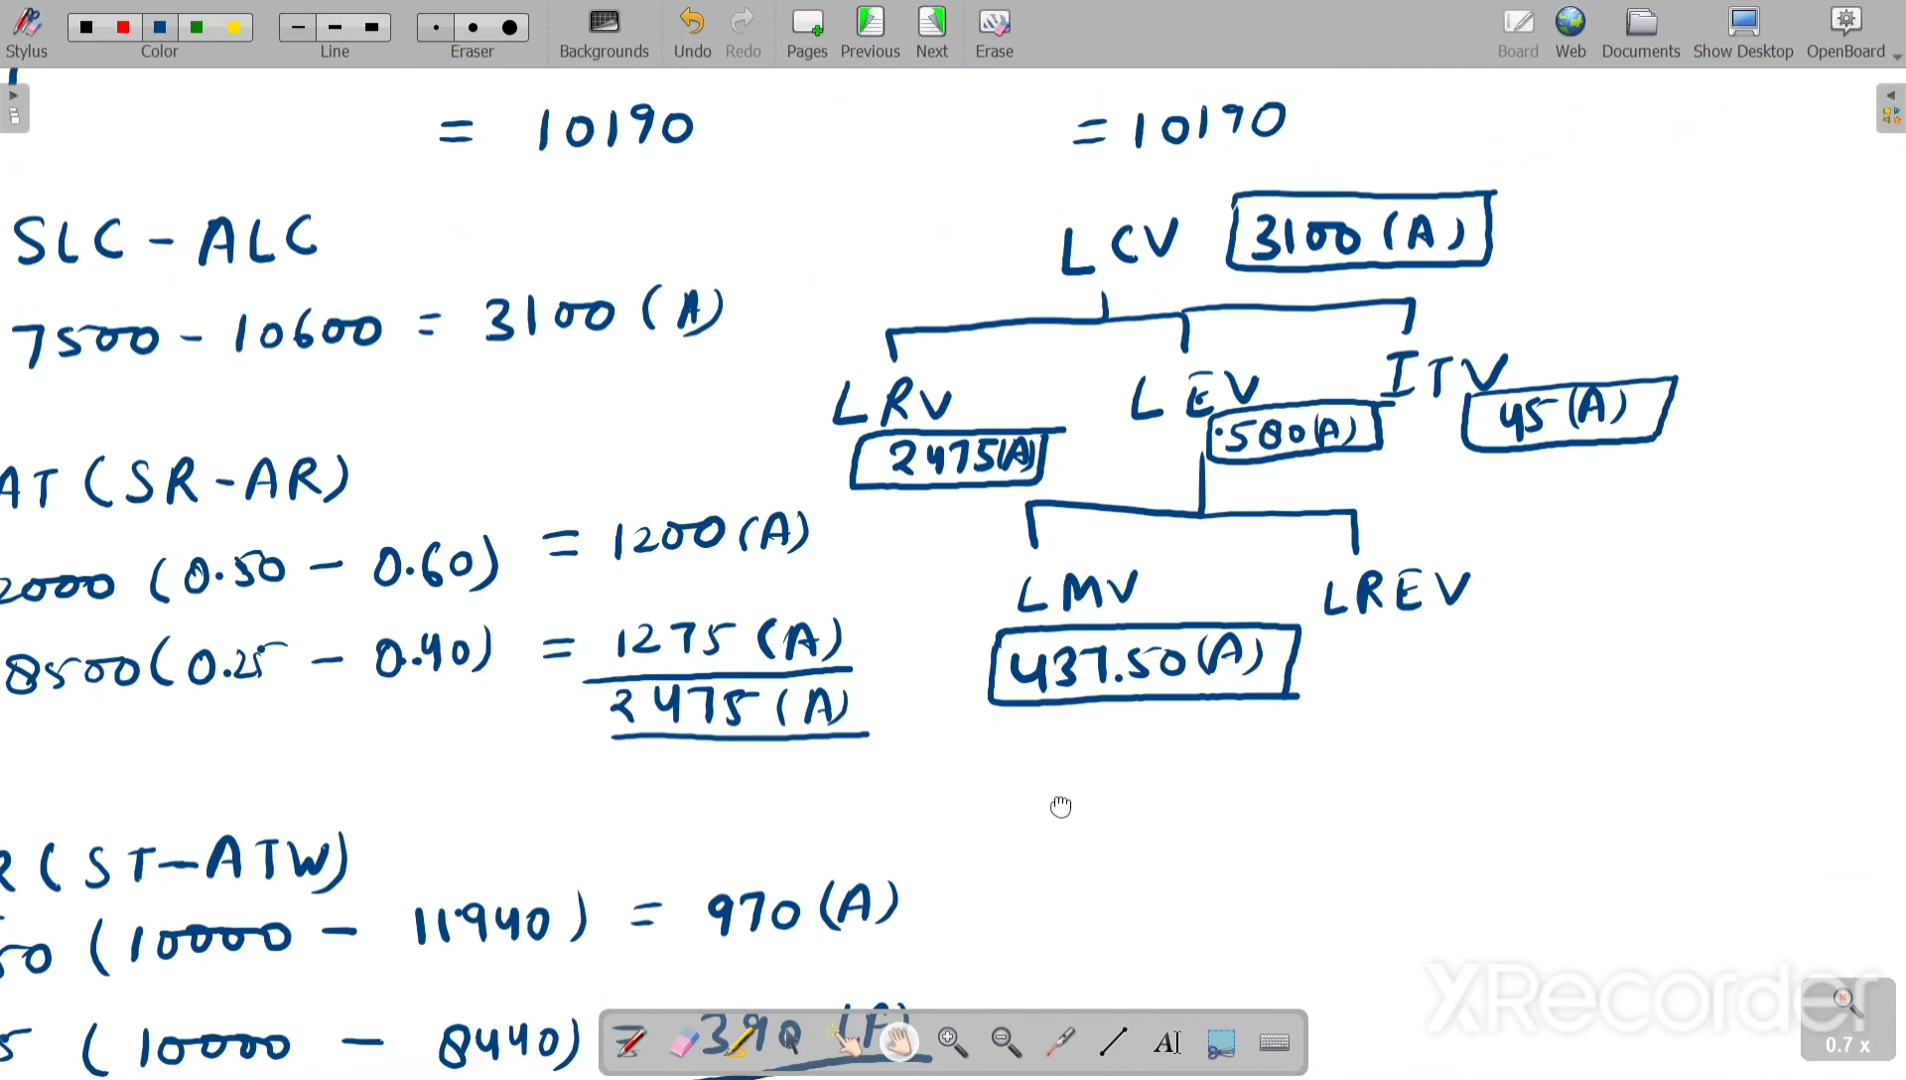 Stylus
Color
Line
Eraser
Backgrounds
Undo
Redo
Pages
Previous
Next
Erase
Board
Web
Documents
Show Desktop
OpenBoard
= 10190
= 10190
SLC - ALC
7500 - 10600 = 3100 (A)
LCV 3100 (A)
LRV
2475(A)
LEV
580(A)
ITV
45 (A)
LMV
437.50 (A)
LREV
AT (SR - AR)
2000 (0.50 - 0.60) = 1200 (A)
8500 (0.25 - 0.40) = 1275 (A)
2475 (A)
R (ST - ATW)
50 (10000 - 11940) = 970 (A)
5 (10000 - 8440) = 390 (F)
XRecorder
0.7 x